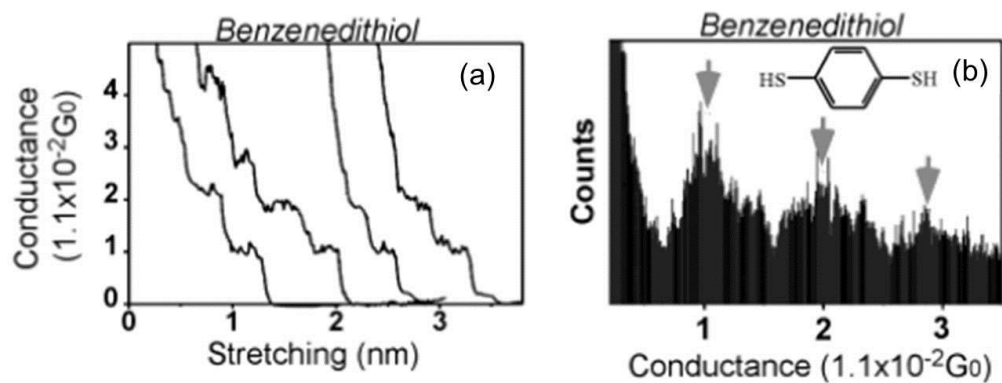 Benzenedithiol
(a)
Conductance
(1.1x10-2G0)
4
3
2
1
0
0 1 2 3
Stretching (nm)
Benzenedithiol
(b)
HS SH
Counts
1 2 3
Conductance (1.1x10-2G0)